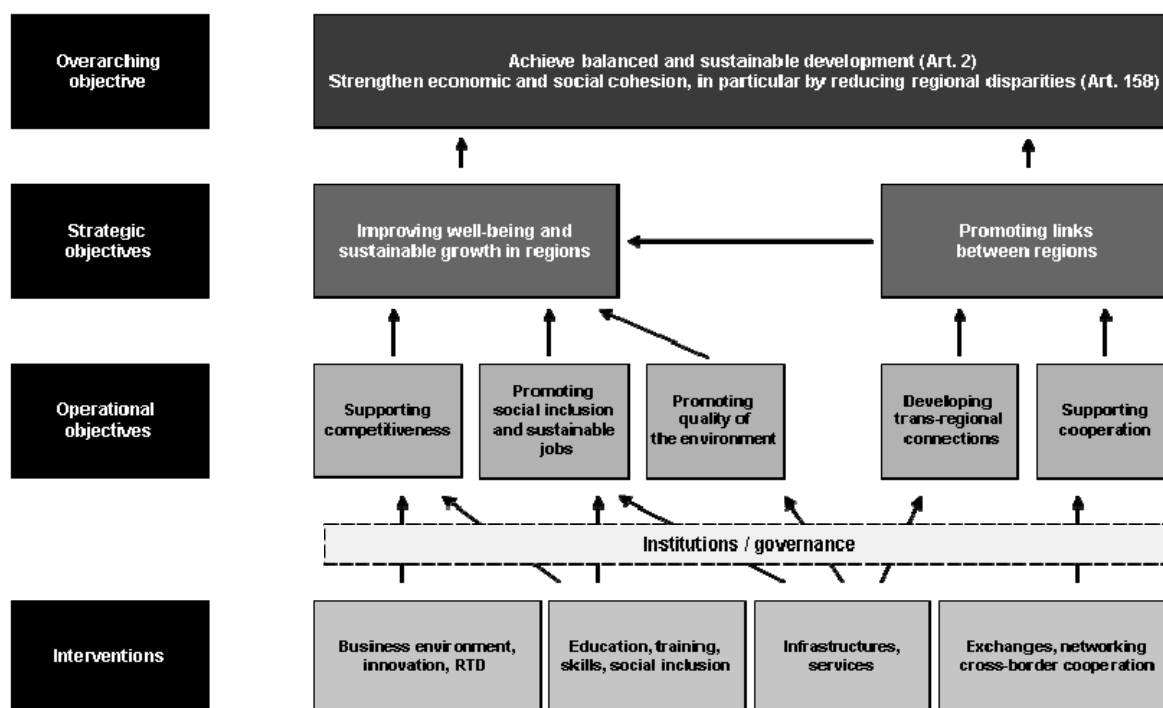 Overarching
objective
Achieve balanced and sustainable development (Art. 2)
Strengthen economic and social cohesion, in particular by reducing regional disparities (Art. 158)
Strategic
objectives
Improving well-being and
sustainable growth in regions
Promoting links
between regions
Operational
objectives
Supporting
competitiveness
Promoting
social inclusion
and sustainable
jobs
Promoting
quality of
the environment
Developing
trans-regional
connections
Supporting
cooperation
Institutions / governance
Interventions
Business environment,
innovation, RTD
Education, training,
skills, social inclusion
Infrastructures,
services
Exchanges, networking
cross-border cooperation